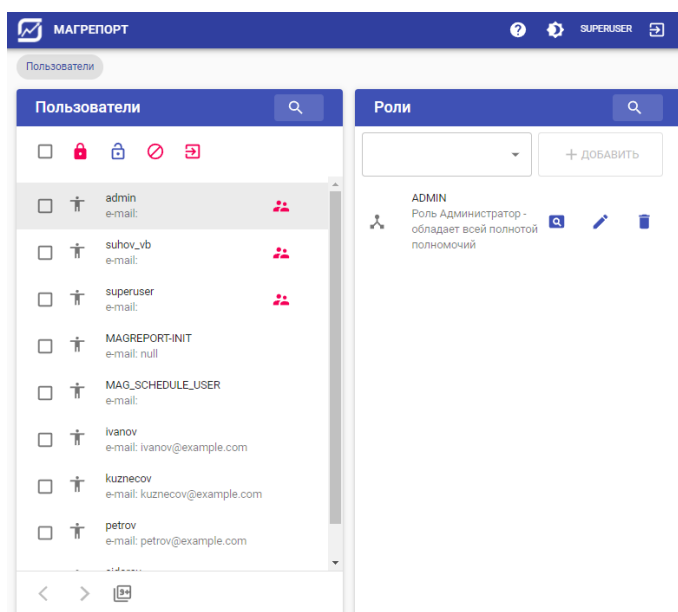 МАГРЕПОРТ
SUPERUSER
Пользователи
Пользователи
admin
e-mail:
suhov_vb
e-mail:
superuser
e-mail:
MAGREPORT-INIT
e-mail: null
MAG_SCHEDULE_USER
e-mail:
ivanov
e-mail: ivanov@example.com
kuznecov
e-mail: kuznecov@example.com
petrov
e-mail: petrov@example.com
9+
Роли
+ ДОБАВИТЬ
ADMIN
Роль Администратор -
обладает всей полнотой
полномочий